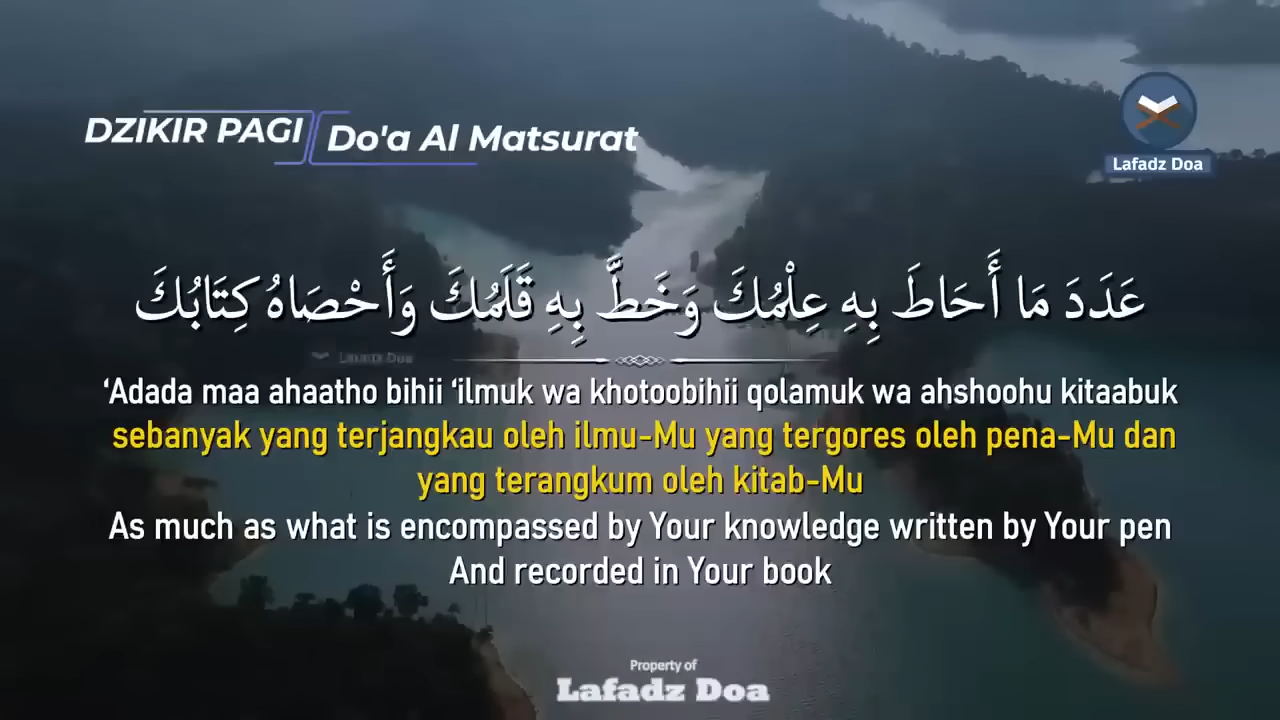 DZIKIR PAGI
Do'a Al Matsurat
Lafadz Doa
عَدَدَ مَا أَحَاطَ بِهِ عِلْمُكَ وَخَطَّ بِهِ قَلَمُكَ وَأَحْصَاهُ كِتَابُكَ
Lafadz Doa
‘Adada maa ahaatho bihii ‘ilmuk wa khotoobihii qolamuk wa ahshoohu kitaabuk
sebanyak yang terjangkau oleh ilmu-Mu yang tergores oleh pena-Mu dan
yang terangkum oleh kitab-Mu
As much as what is encompassed by Your knowledge written by Your pen
And recorded in Your book
Property of
Lafadz Doa